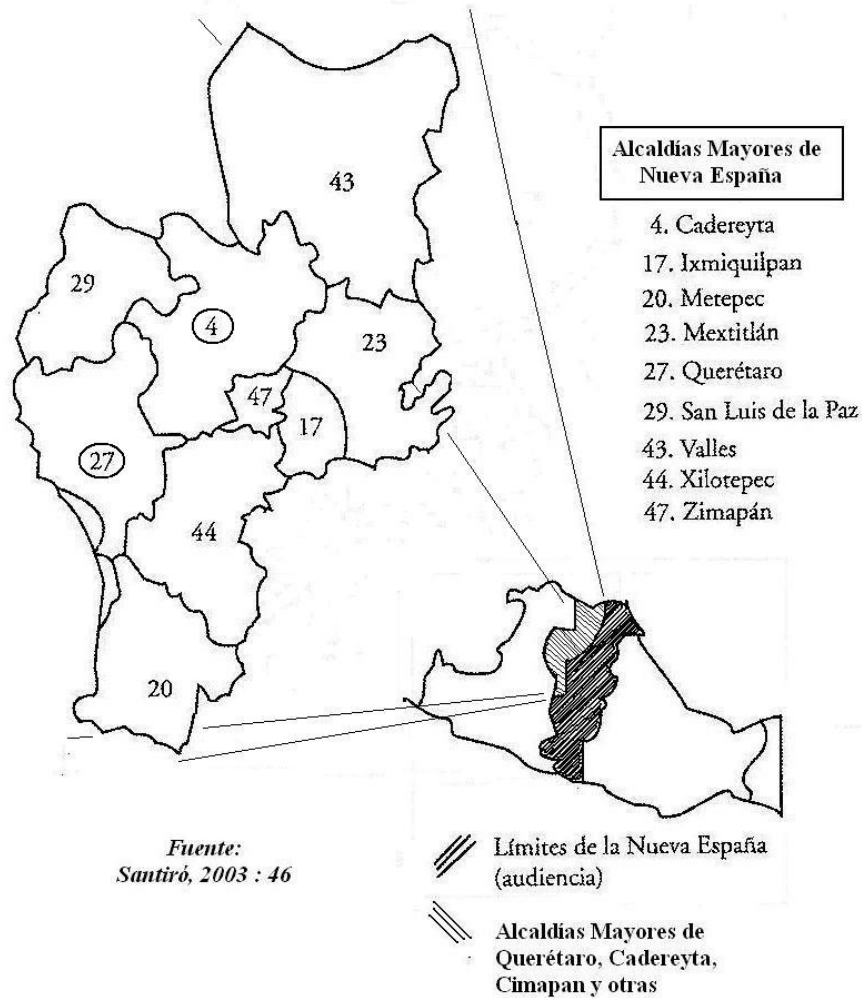 43
29
4
23
47
17
27
44
20
Alcaldías Mayores de
Nueva España
4. Cadereyta
17. Ixmiquilpan
20. Metepec
23. Mextitlán
27. Querétaro
29. San Luis de la Paz
43. Valles
44. Xilotepec
47. Zimapán
Fuente:
Santiró, 2003 : 46
Límites de la Nueva España
(audiencia)
Alcaldías Mayores de
Querétaro, Cadereyta,
Cimapan y otras